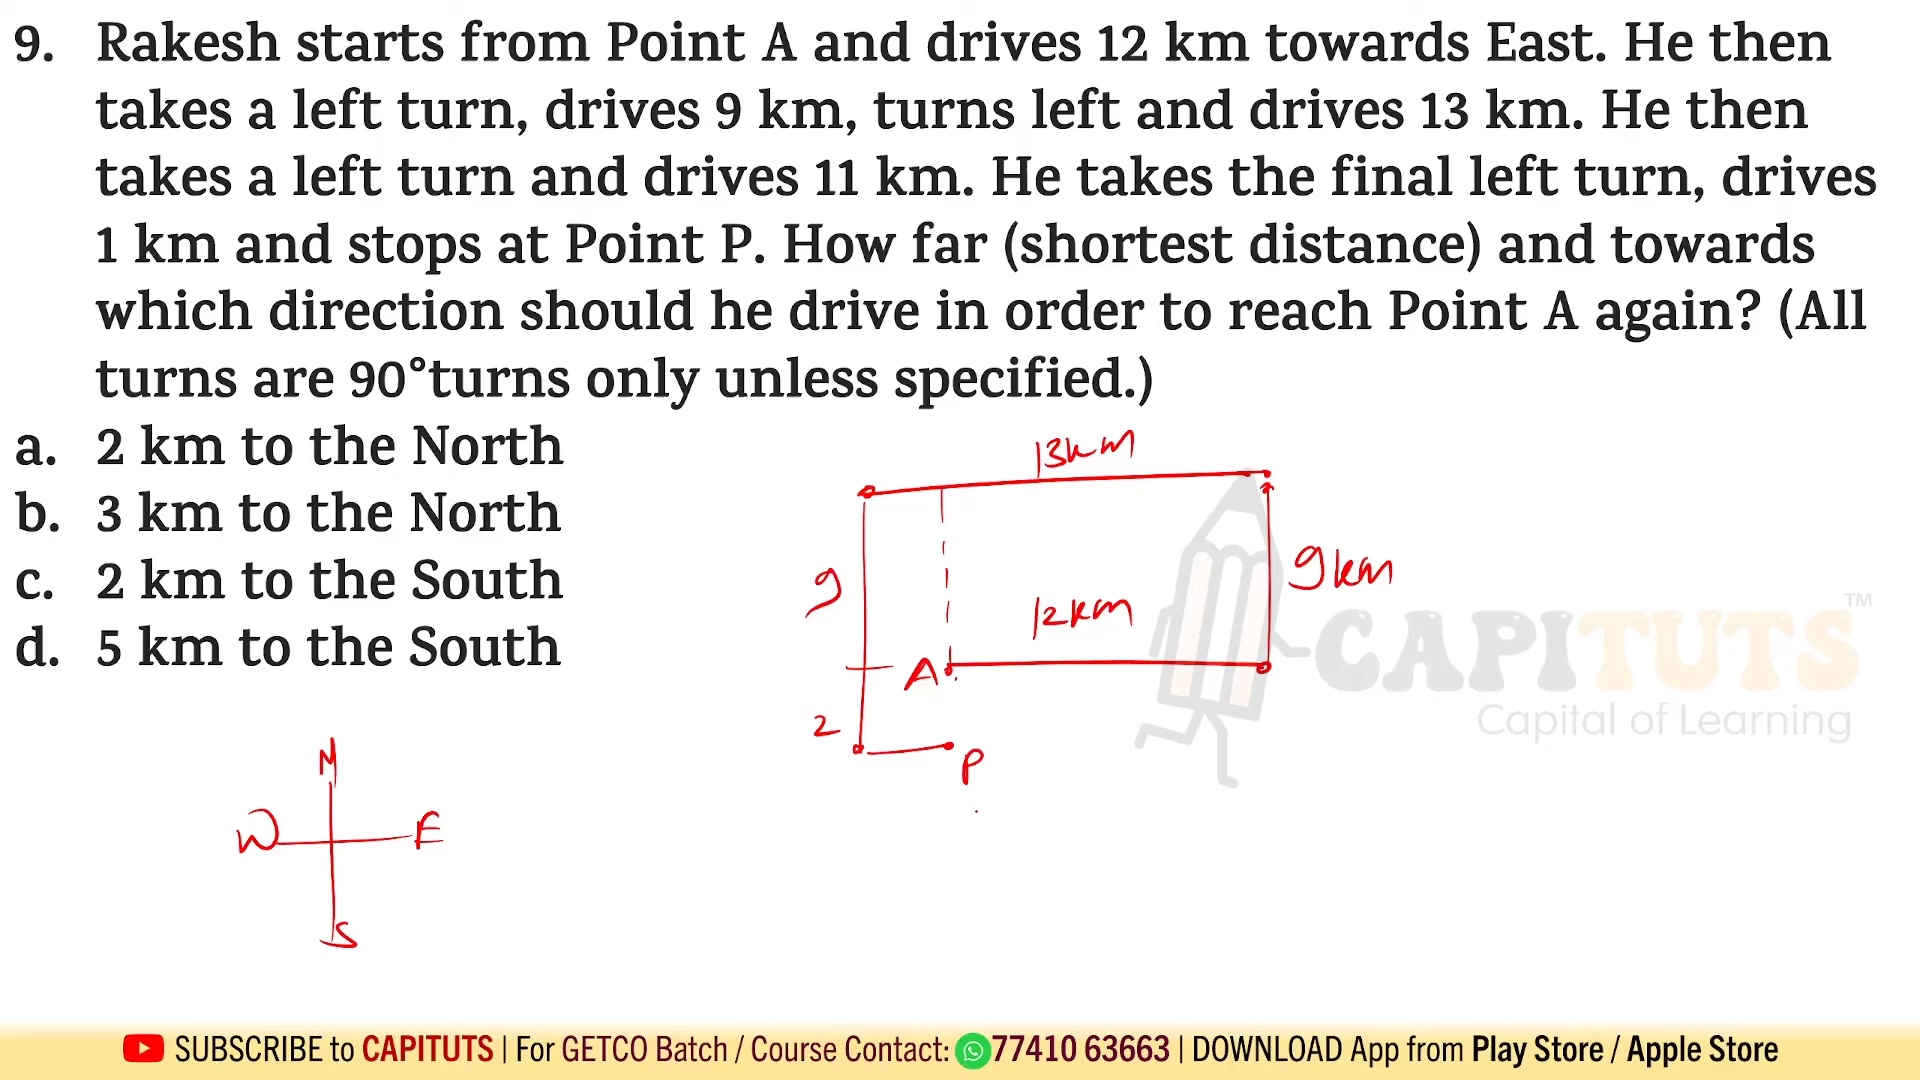 9. Rakesh starts from Point A and drives 12 km towards East. He then
takes a left turn, drives 9 km, turns left and drives 13 km. He then
takes a left turn and drives 11 km. He takes the final left turn, drives
1 km and stops at Point P. How far (shortest distance) and towards
which direction should he drive in order to reach Point A again? (All
turns are 90°turns only unless specified.)
a. 2 km to the North
b. 3 km to the North
c. 2 km to the South
d. 5 km to the South
13km
9
9km
12km
A
2
P
N
W E
S
CAPITUTS™
Capital of Learning
SUBSCRIBE to CAPITUTS | For GETCO Batch / Course Contact: 77410 63663 | DOWNLOAD App from Play Store / Apple Store